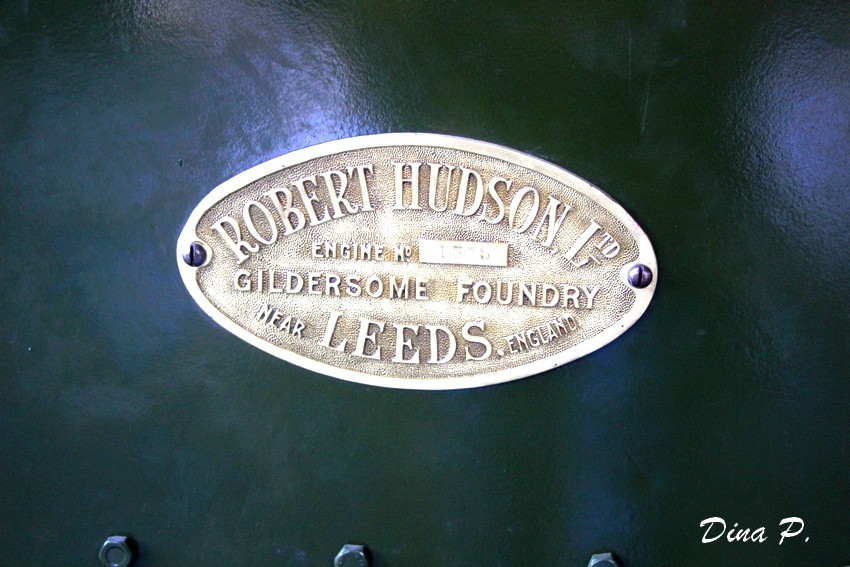 ROBERT HUDSON, LTD
ENGINE NO
GILDERSOME FOUNDRY
NEAR LEEDS. ENGLAND
Dina P.